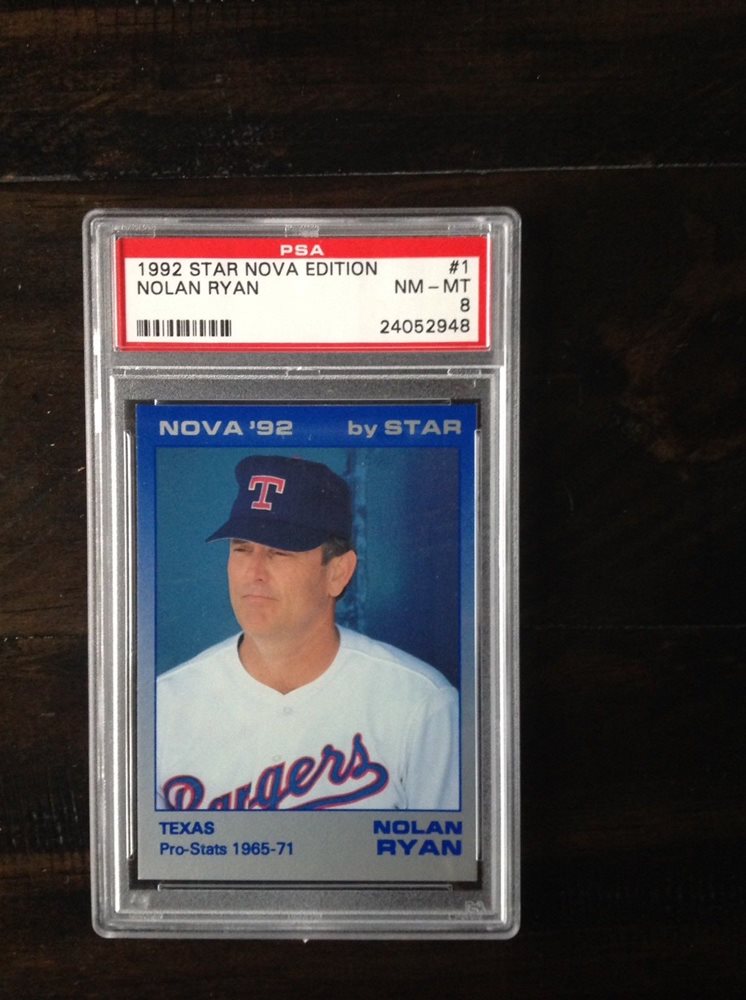 PSA
1992 STAR NOVA EDITION #1
NOLAN RYAN NM - MT
8
24052948
NOVA '92 by STAR
T
Rangers
TEXAS NOLAN
Pro-Stats 1965-71 RYAN